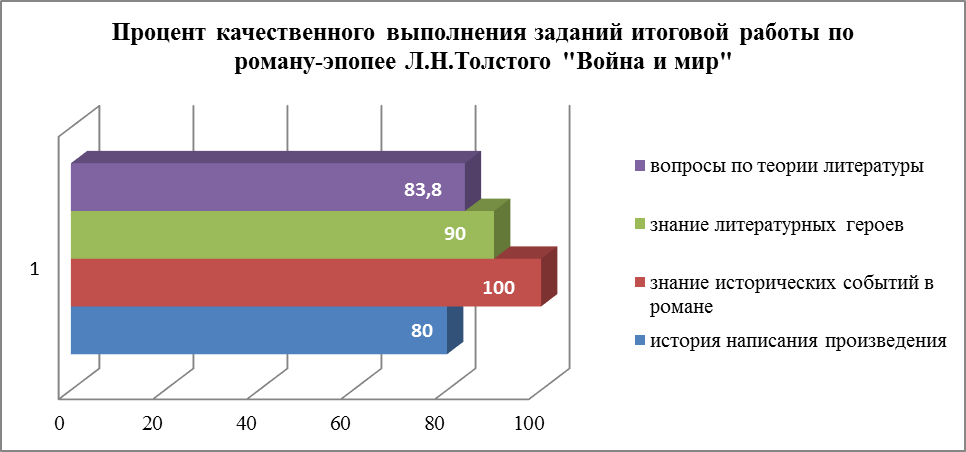 Процент качественного выполнения заданий итоговой работы по
роману-эпопее Л.Н.Толстого "Война и мир"
83,8
90
100
80
1
0 20 40 60 80 100
вопросы по теории литературы
знание литературных героев
знание исторических событий в
романе
история написания произведения